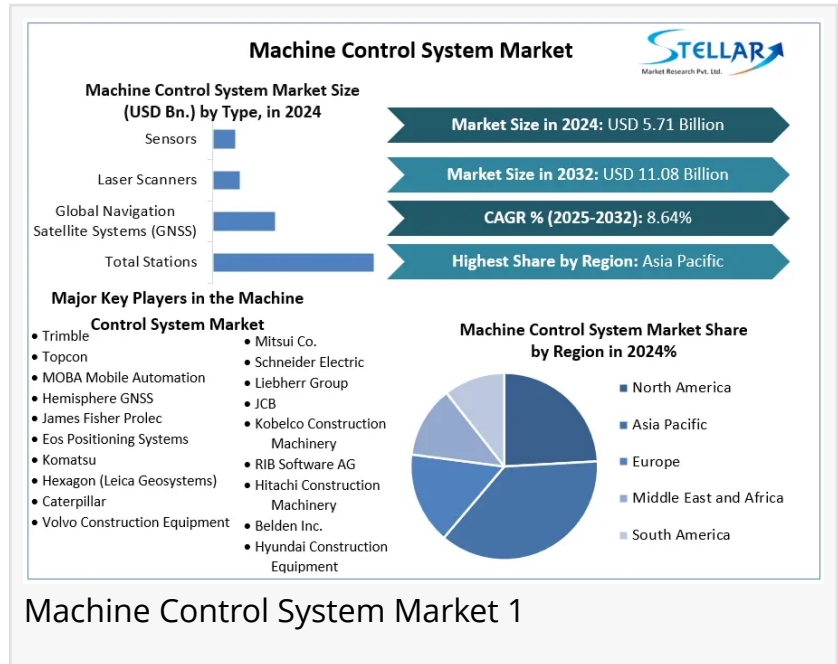 Machine Control System Market
STELLAR
Market Research Pvt. Ltd.
Machine Control System Market Size
(USD Bn.) by Type, in 2024
Sensors
Laser Scanners
Global Navigation
Satellite Systems (GNSS)
Total Stations
Market Size in 2024: USD 5.71 Billion
Market Size in 2032: USD 11.08 Billion
CAGR % (2025-2032): 8.64%
Highest Share by Region: Asia Pacific
Major Key Players in the Machine
Control System Market
• Trimble
• Topcon
• MOBA Mobile Automation
• Hemisphere GNSS
• James Fisher Prolec
• Eos Positioning Systems
• Komatsu
• Hexagon (Leica Geosystems)
• Caterpillar
• Volvo Construction Equipment
• Mitsui Co.
• Schneider Electric
• Liebherr Group
• JCB
• Kobelco Construction
Machinery
• RIB Software AG
• Hitachi Construction
Machinery
• Belden Inc.
• Hyundai Construction
Equipment
Machine Control System Market Share
by Region in 2024%
North America
Asia Pacific
Europe
Middle East and Africa
South America
Machine Control System Market 1